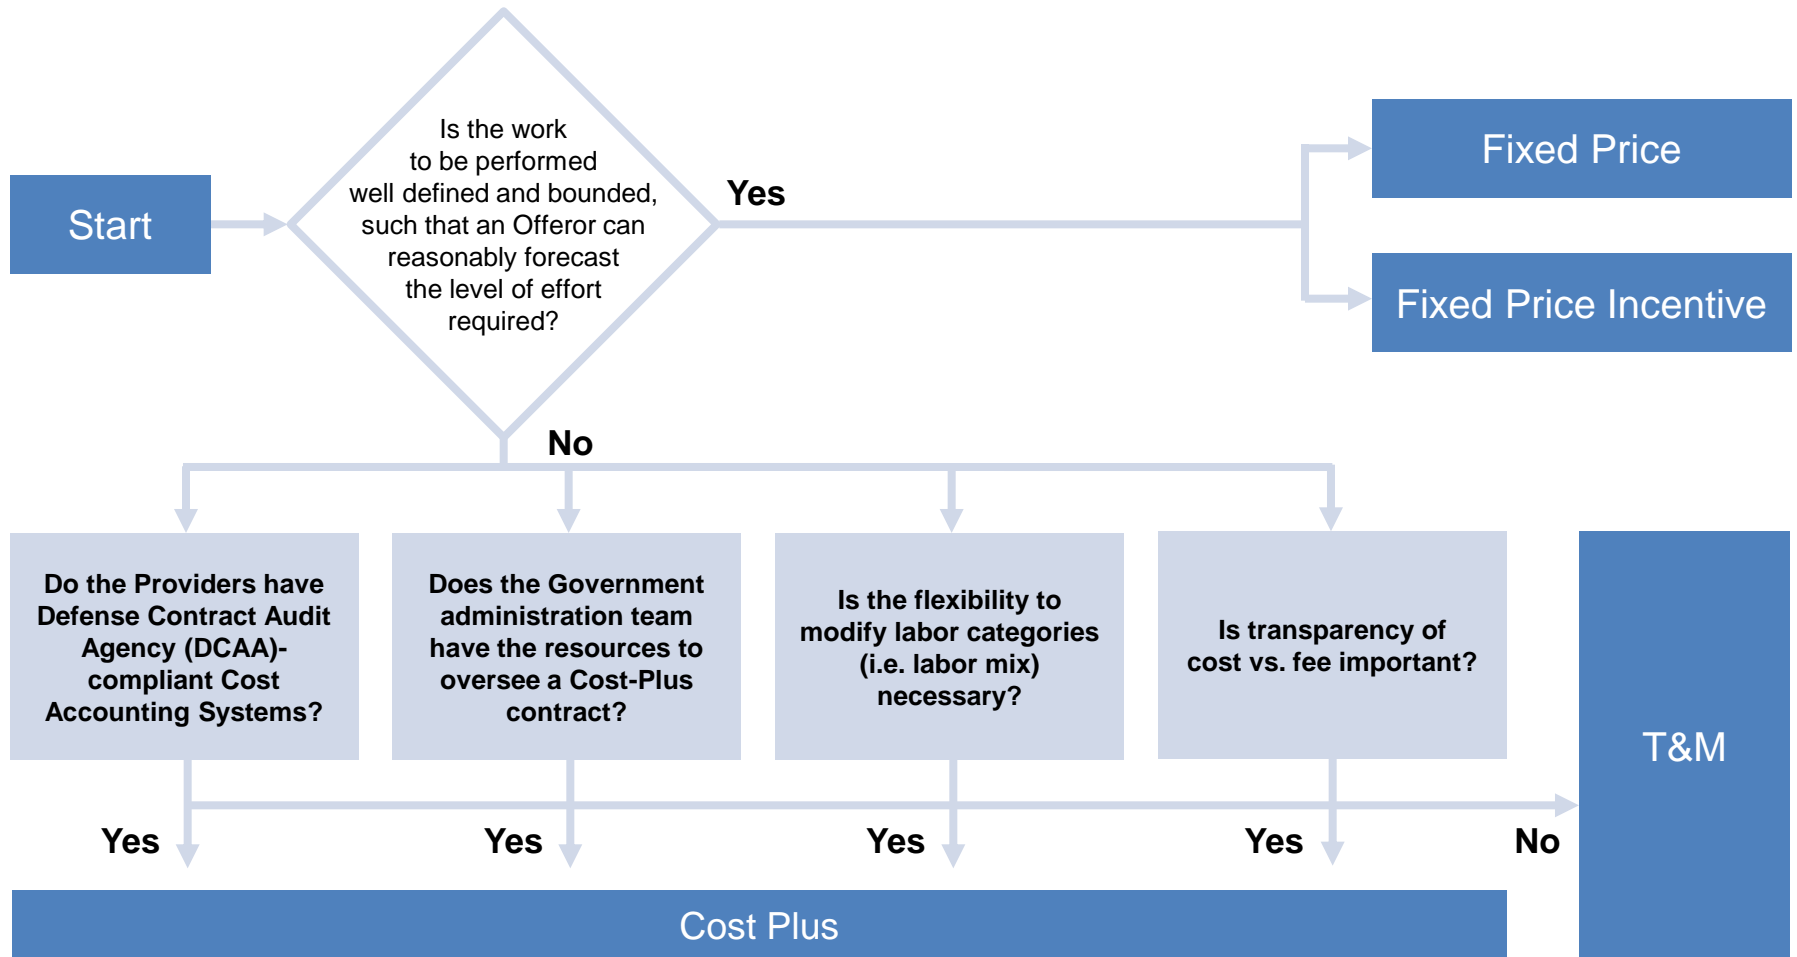 Start
Is the work
to be performed
well defined and bounded,
such that an Offeror can
reasonably forecast
the level of effort
required?
Yes
Fixed Price
Fixed Price Incentive
No
Do the Providers have
Defense Contract Audit
Agency (DCAA)-
compliant Cost
Accounting Systems?
Does the Government
administration team
have the resources to
oversee a Cost-Plus
contract?
Is the flexibility to
modify labor categories
(i.e. labor mix)
necessary?
Is transparency of
cost vs. fee important?
T&M
Yes
Yes
Yes
Yes
No
Cost Plus